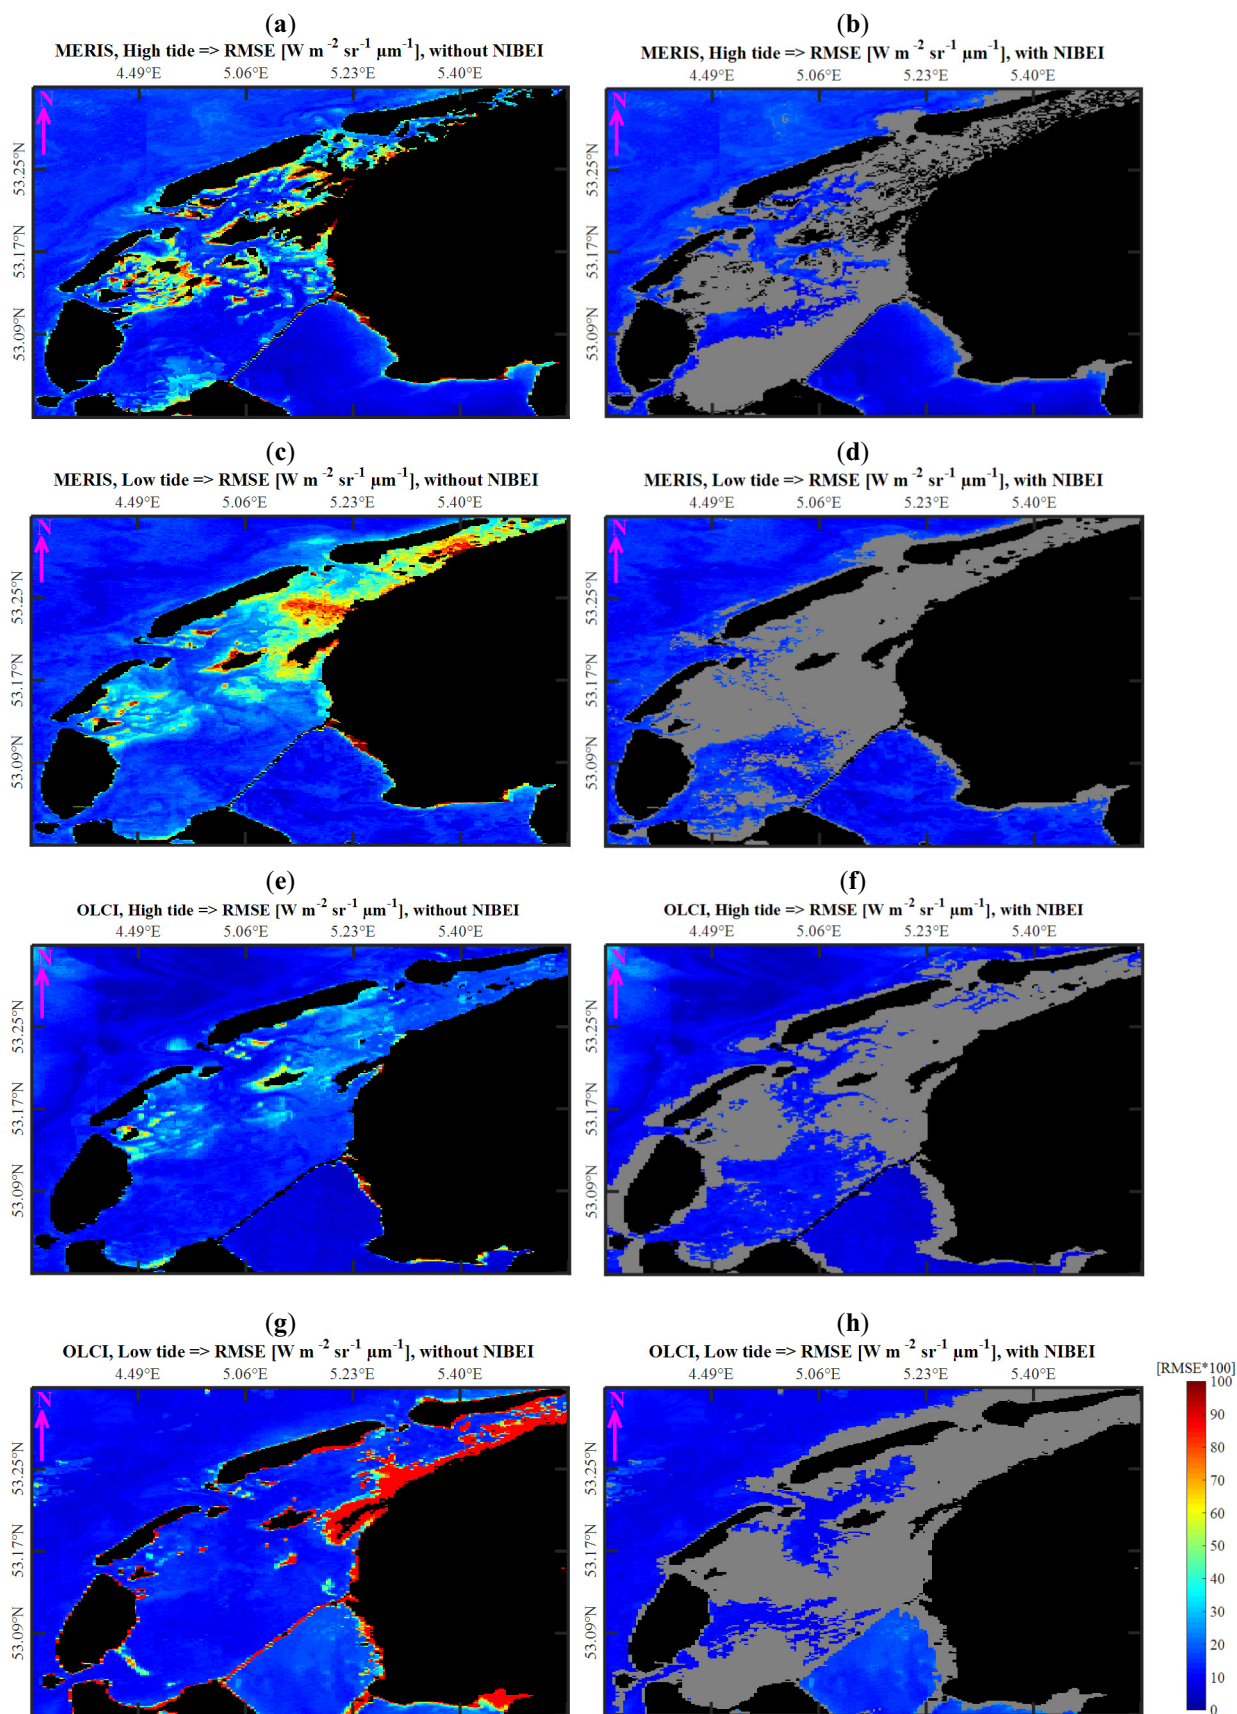 (a) (b)
MERIS, High tide => RMSE [W m⁻² sr⁻¹ µm⁻¹], without NIBEI MERIS, High tide => RMSE [W m⁻² sr⁻¹ µm⁻¹], with NIBEI
4.49°E 5.06°E 5.23°E 5.40°E 4.49°E 5.06°E 5.23°E 5.40°E
N N
53.25°N 53.25°N
53.17°N 53.17°N
53.09°N 53.09°N
(c) (d)
MERIS, Low tide => RMSE [W m⁻² sr⁻¹ µm⁻¹], without NIBEI MERIS, Low tide => RMSE [W m⁻² sr⁻¹ µm⁻¹], with NIBEI
4.49°E 5.06°E 5.23°E 5.40°E 4.49°E 5.06°E 5.23°E 5.40°E
N N
53.25°N 53.25°N
53.17°N 53.17°N
53.09°N 53.09°N
(e) (f)
OLCI, High tide => RMSE [W m⁻² sr⁻¹ µm⁻¹], without NIBEI OLCI, High tide => RMSE [W m⁻² sr⁻¹ µm⁻¹], with NIBEI
4.49°E 5.06°E 5.23°E 5.40°E 4.49°E 5.06°E 5.23°E 5.40°E
N N
53.25°N 53.25°N
53.17°N 53.17°N
53.09°N 53.09°N
(g) (h)
OLCI, Low tide => RMSE [W m⁻² sr⁻¹ µm⁻¹], without NIBEI OLCI, Low tide => RMSE [W m⁻² sr⁻¹ µm⁻¹], with NIBEI
4.49°E 5.06°E 5.23°E 5.40°E 4.49°E 5.06°E 5.23°E 5.40°E
N N
53.25°N 53.25°N
53.17°N 53.17°N
53.09°N 53.09°N
[RMSE*100]
100
90
80
70
60
50
40
30
20
10
0